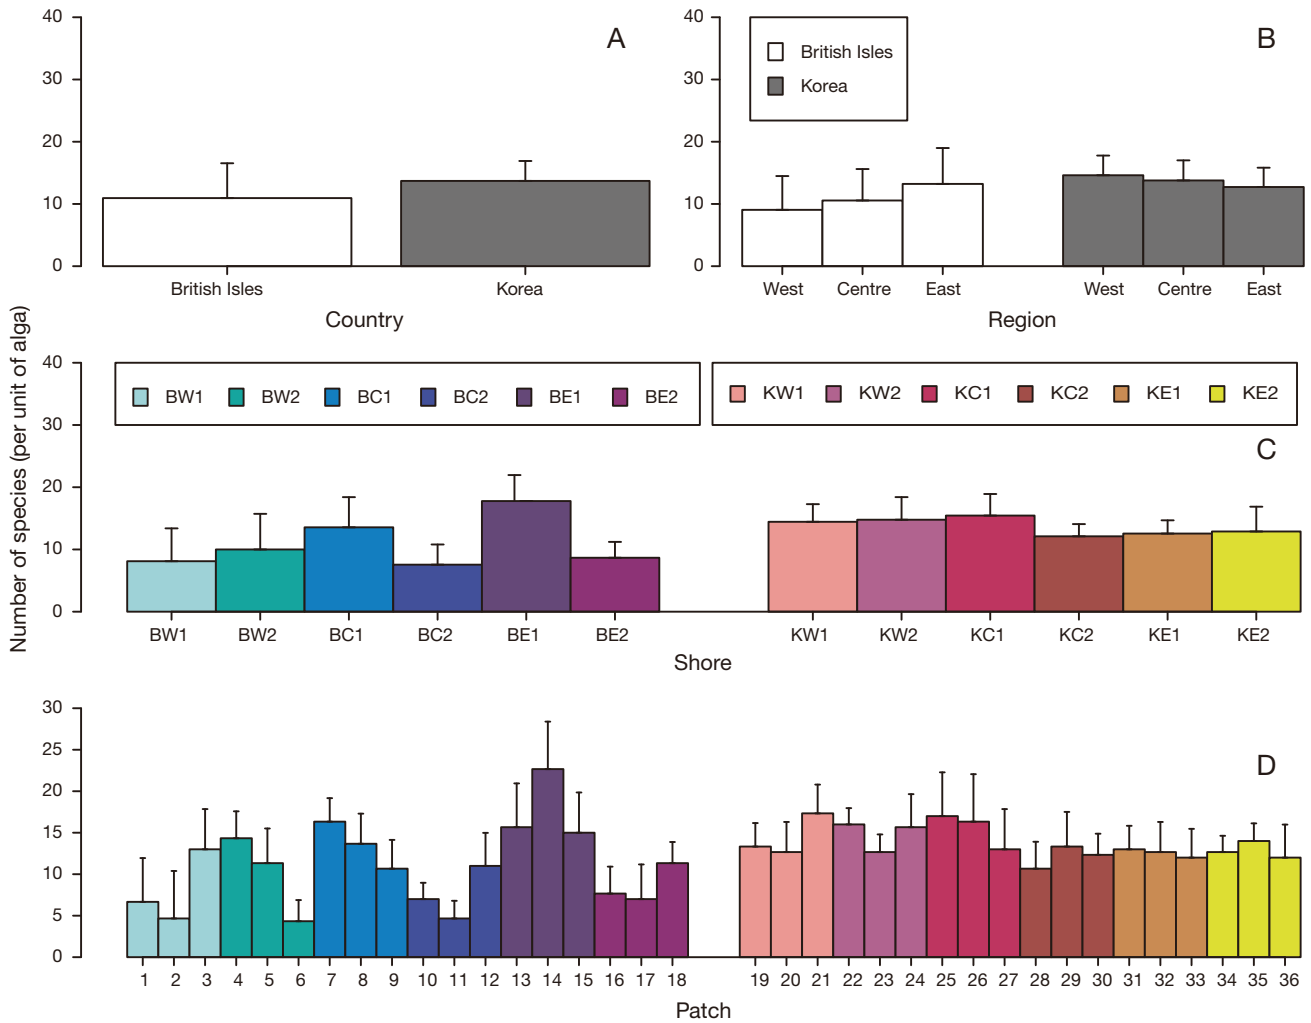 A
40
30
20
10
0
British Isles Korea
Country
B
40
30
20
10
0
British Isles
Korea
West Centre East West Centre East
Region
Number of species (per unit of alga)
C
40
30
20
10
0
BW1 BW2 BC1 BC2 BE1 BE2
KW1 KW2 KC1 KC2 KE1 KE2
BW1 BW2 BC1 BC2 BE1 BE2 KW1 KW2 KC1 KC2 KE1 KE2
Shore
D
30
25
20
15
10
5
0
1 2 3 4 5 6 7 8 9 10 11 12 13 14 15 16 17 18 19 20 21 22 23 24 25 26 27 28 29 30 31 32 33 34 35 36
Patch